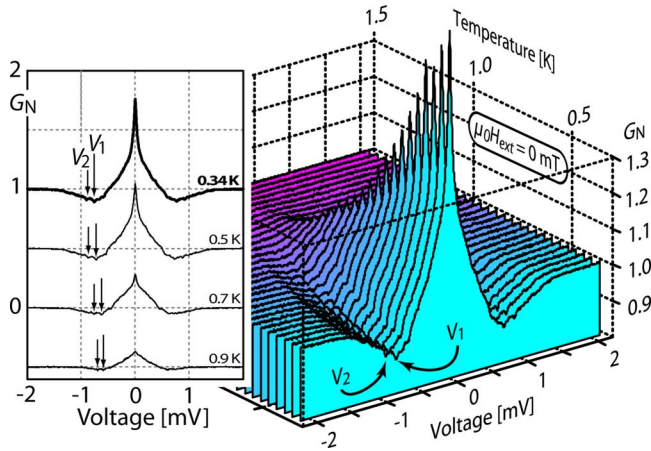 2
G_N
V_2 V_1
0.34 K
1
0.5 K
0.7 K
0
0.9 K
-2 -1 0 1 2
Voltage [mV]
Temperature [K]
1.5
1.0
0.5
μ₀H_ext = 0 mT
G_N
1.3
1.2
1.1
1.0
0.9
V_2
V_1
-2 -1 0 1 2
Voltage [mV]